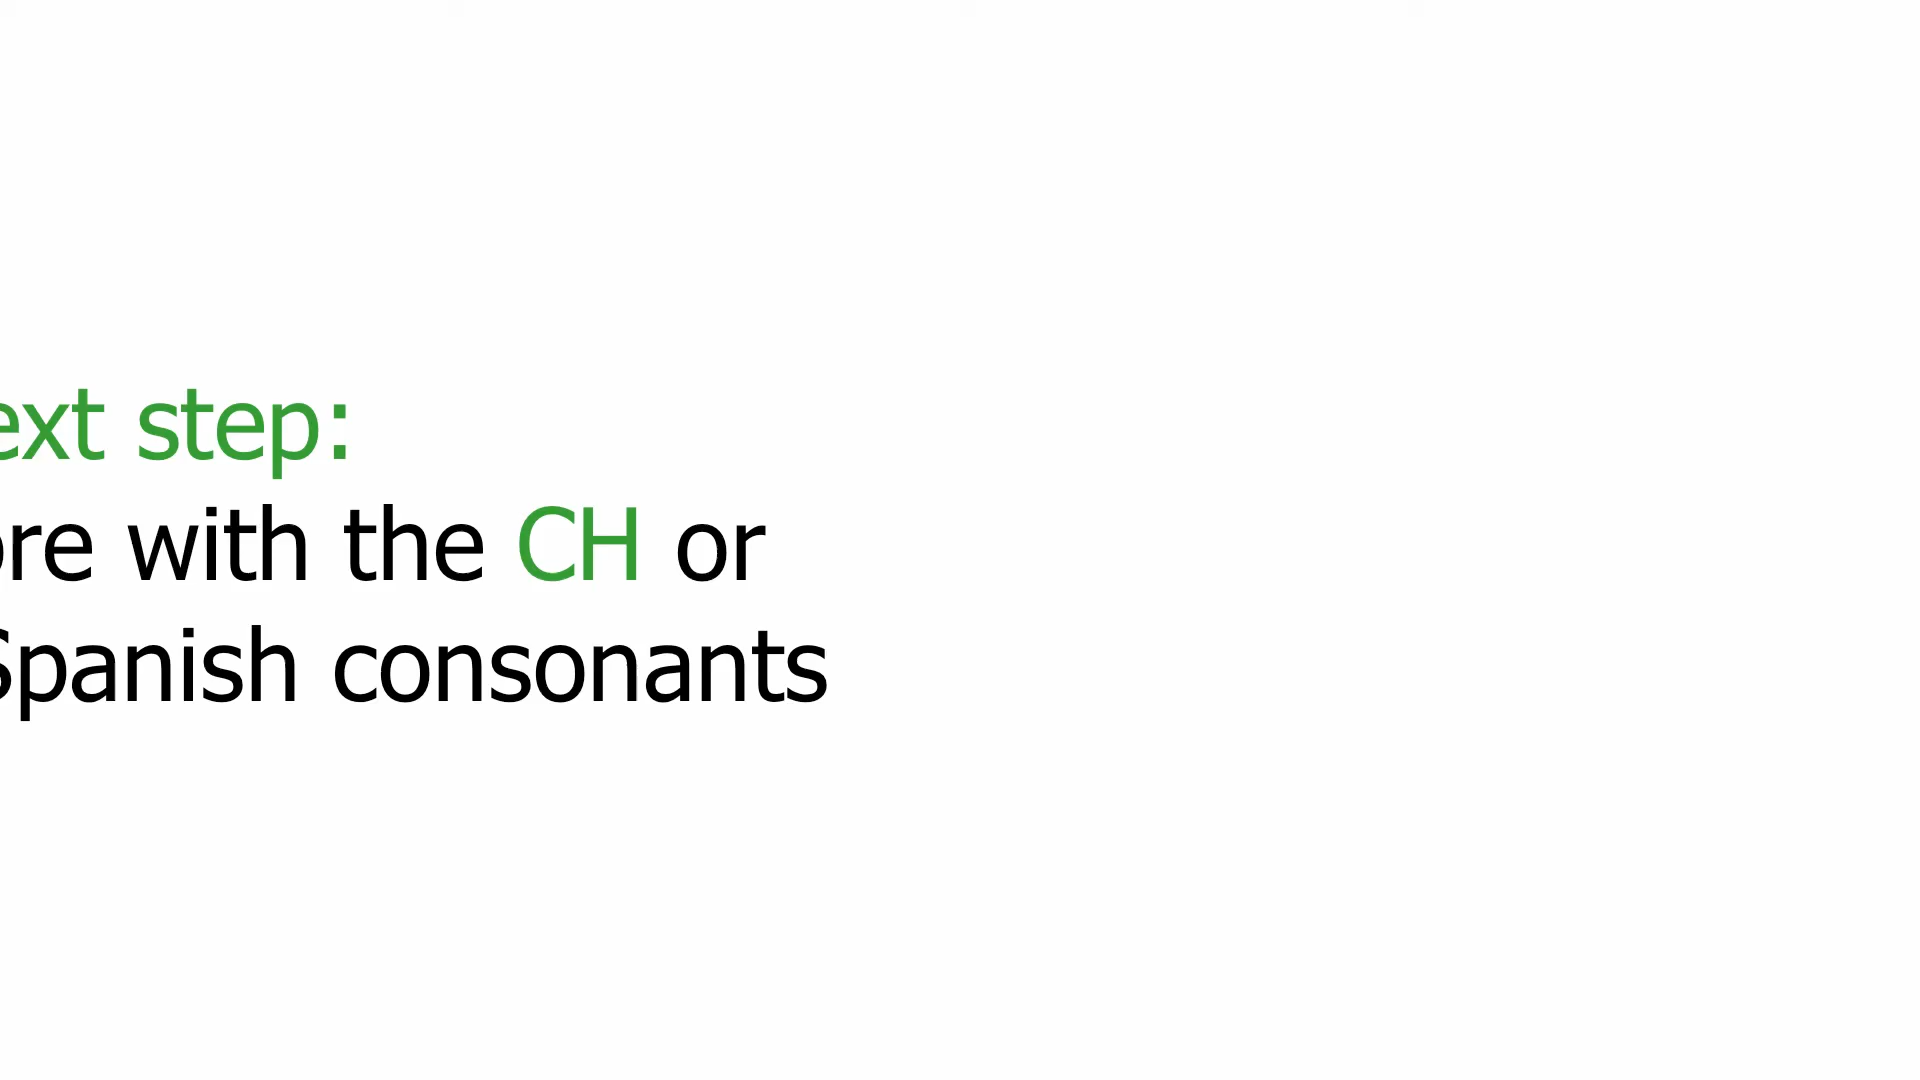 ext step:
re with the CH or
Spanish consonants